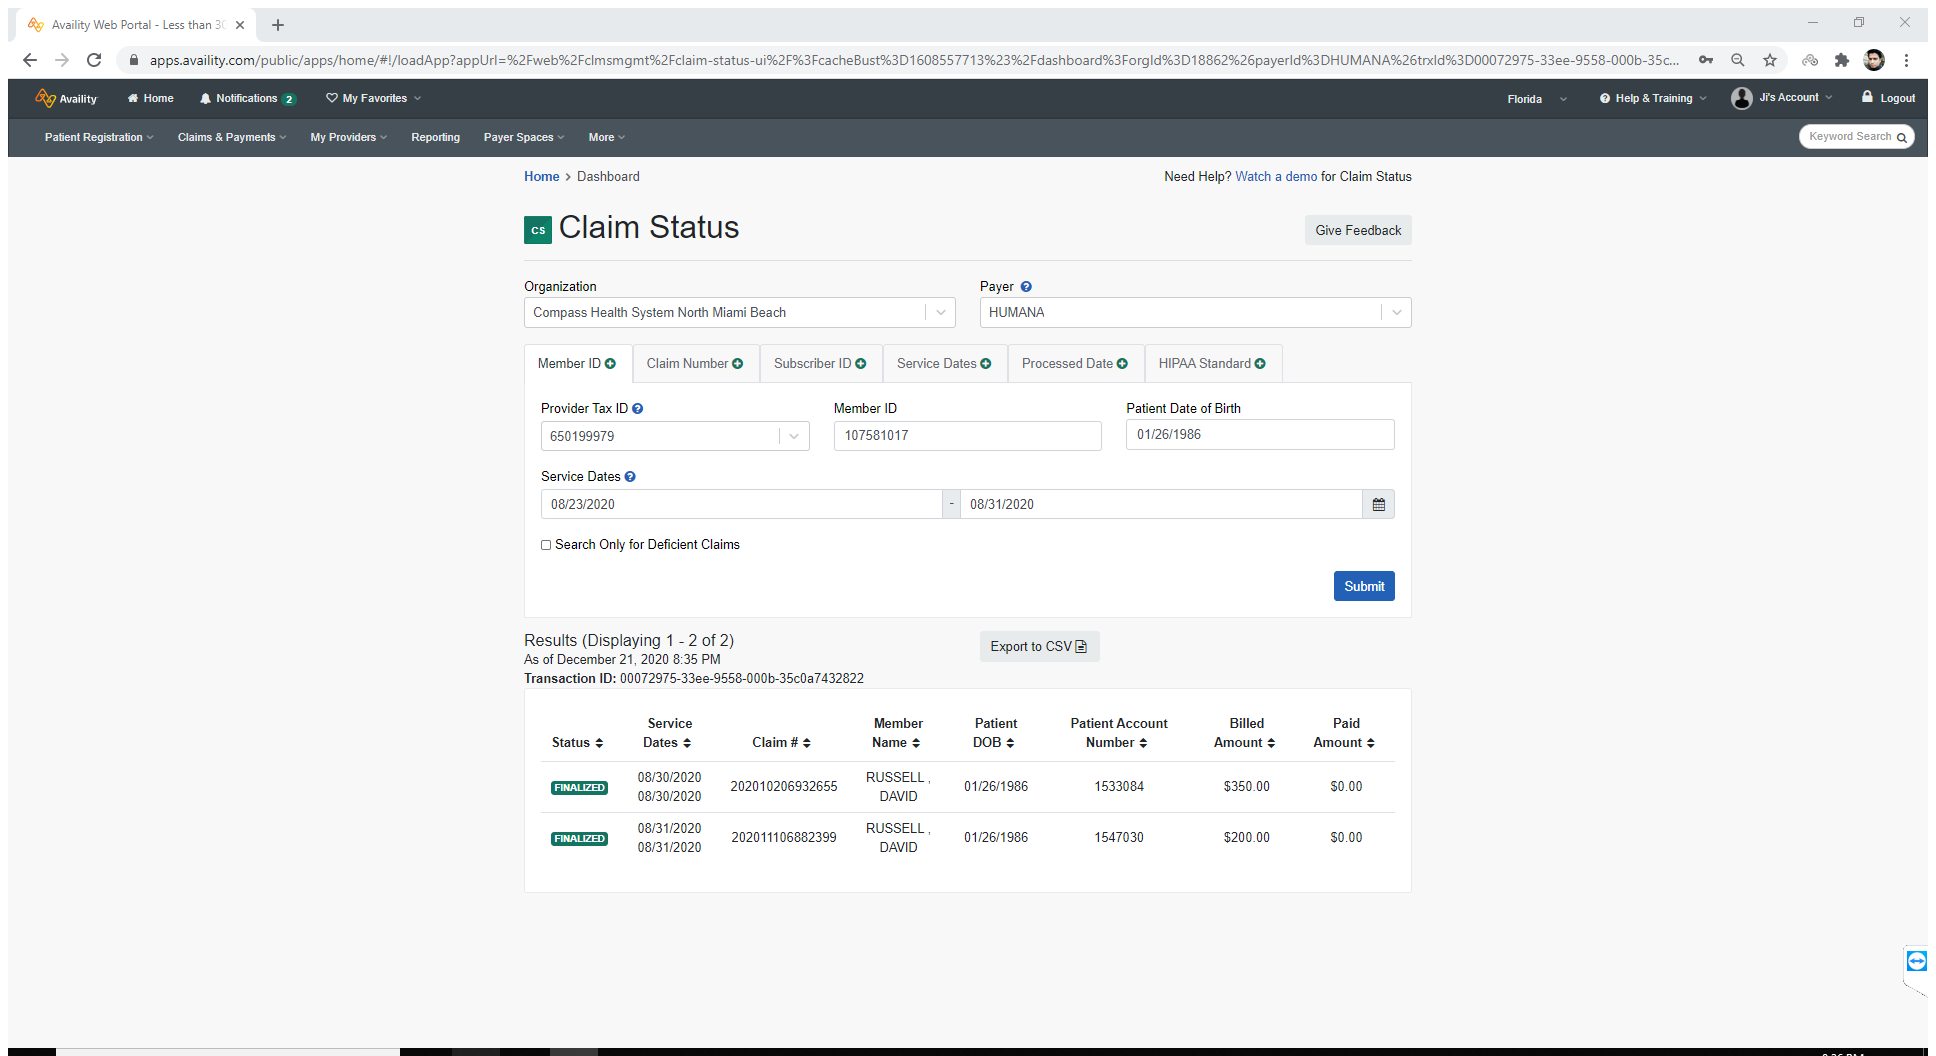 Availity Web Portal - Less than 30
apps.availity.com/public/apps/home/#!/loadApp?appUrl=%2Fweb%2Fclmsmgmt%2Fclaim-status-ui%2F%3FcacheBust%3D1608557713%23%2Fdashboard%3ForgId%3D18862%26payerId%3DHUMANA%26trxId%3D00072975-33ee-9558-000b-35c...
Availity Home Notifications 2 My Favorites Florida Help & Training Ji's Account Logout
Patient Registration Claims & Payments My Providers Reporting Payer Spaces More Keyword Search
Home > Dashboard Need Help? Watch a demo for Claim Status
CS Claim Status Give Feedback
Organization Payer
Compass Health System North Miami Beach HUMANA
Member ID Claim Number Subscriber ID Service Dates Processed Date HIPAA Standard
Provider Tax ID Member ID Patient Date of Birth
650199979 107581017 01/26/1986
Service Dates
08/23/2020 - 08/31/2020
Search Only for Deficient Claims
Submit
Results (Displaying 1 - 2 of 2) Export to CSV
As of December 21, 2020 8:35 PM
Transaction ID: 00072975-33ee-9558-000b-35c0a7432822
Service Member Patient Patient Account Billed Paid
Status Dates Claim # Name DOB Number Amount Amount
08/30/2020 RUSSELL ,
FINALIZED 202010206932655 01/26/1986 1533084 $350.00 $0.00
08/30/2020 DAVID
08/31/2020 RUSSELL ,
FINALIZED 202011106882399 01/26/1986 1547030 $200.00 $0.00
08/31/2020 DAVID